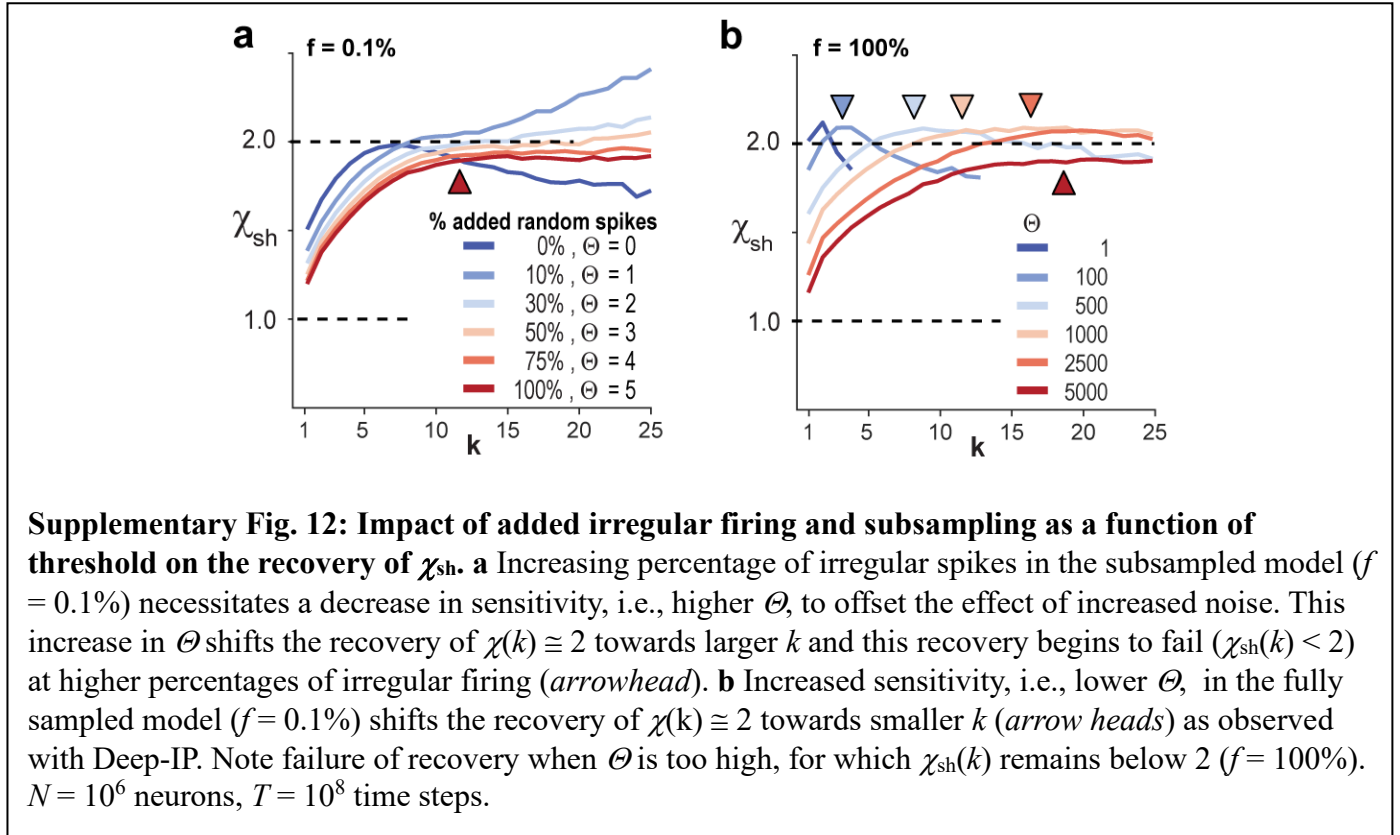 a
f = 0.1%
2.0
χsh
1.0
1 5 10 15 20 25
k
% added random spikes
0% , Θ = 0
10% , Θ = 1
30% , Θ = 2
50% , Θ = 3
75% , Θ = 4
100% , Θ = 5
b
f = 100%
2.0
χsh
1.0
1 5 10 15 20 25
k
Θ
1
100
500
1000
2500
5000
Supplementary Fig. 12: Impact of added irregular firing and subsampling as a function of
threshold on the recovery of χsh. a Increasing percentage of irregular spikes in the subsampled model (f
= 0.1%) necessitates a decrease in sensitivity, i.e., higher Θ, to offset the effect of increased noise. This
increase in Θ shifts the recovery of χ(k) ≅ 2 towards larger k and this recovery begins to fail (χsh(k) < 2)
at higher percentages of irregular firing (arrowhead). b Increased sensitivity, i.e., lower Θ, in the fully
sampled model (f = 0.1%) shifts the recovery of χ(k) ≅ 2 towards smaller k (arrow heads) as observed
with Deep-IP. Note failure of recovery when Θ is too high, for which χsh(k) remains below 2 (f = 100%).
N = 10⁶ neurons, T = 10⁸ time steps.